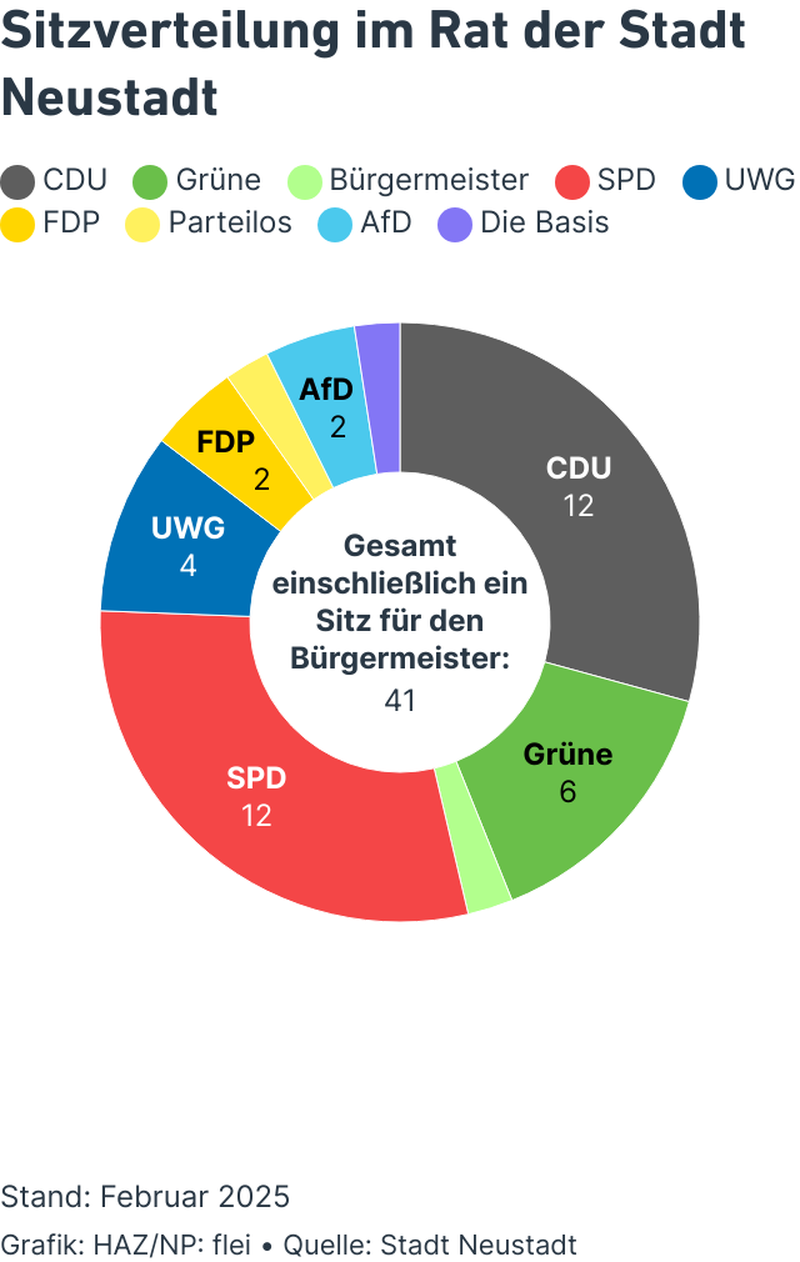 Sitzverteilung im Rat der Stadt
Neustadt
CDU Grüne Bürgermeister SPD UWG
FDP Parteilos AfD Die Basis
AfD
2
FDP
2
CDU
12
UWG
4
Gesamt
einschließlich ein
Sitz für den
Bürgermeister:
41
Grüne
6
SPD
12
Stand: Februar 2025
Grafik: HAZ/NP: flei • Quelle: Stadt Neustadt